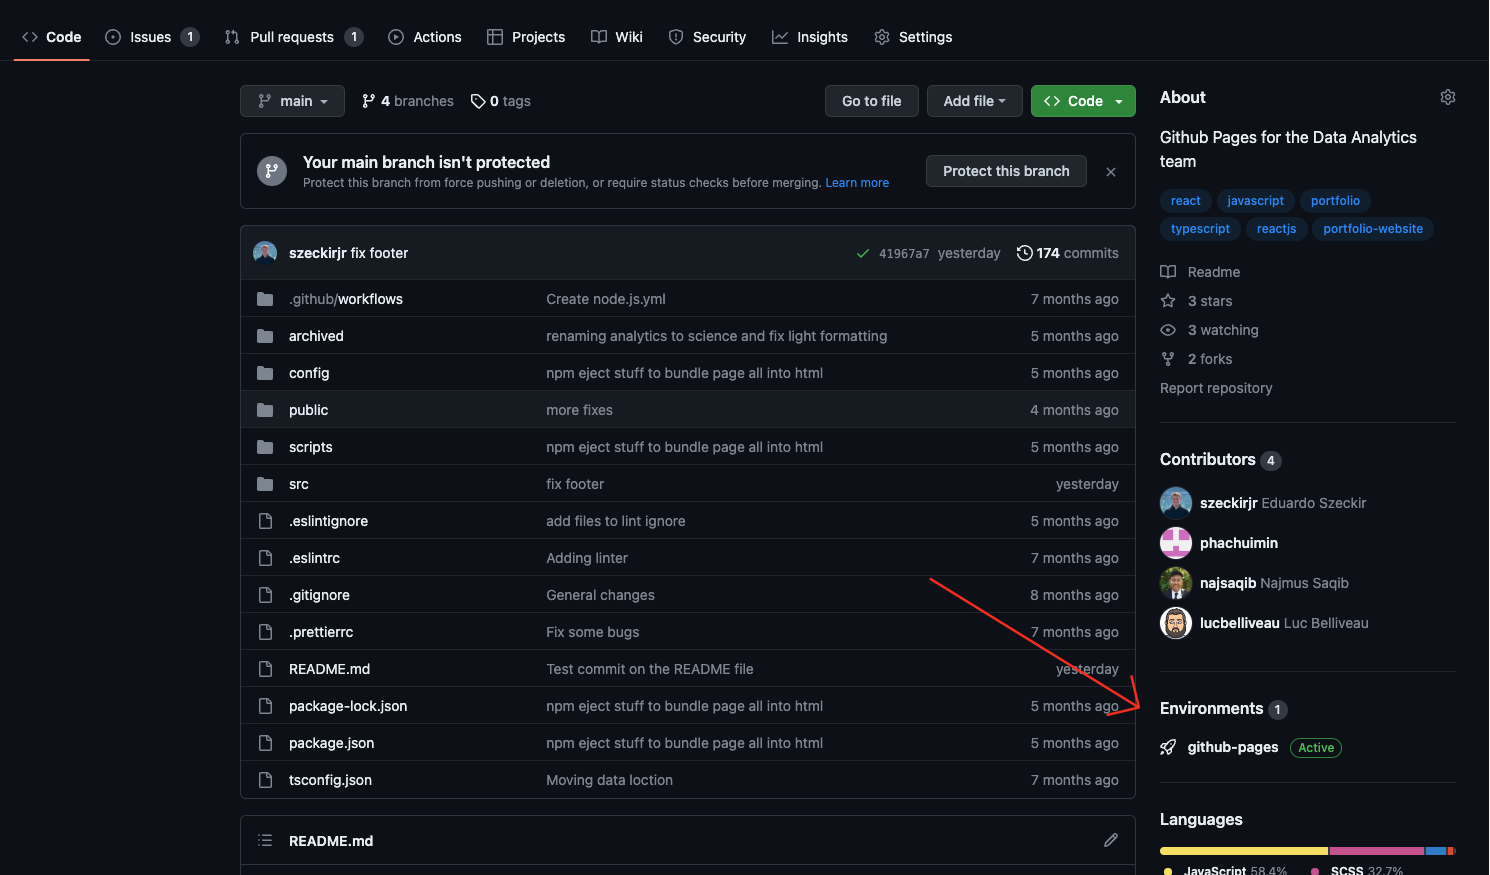 Code
Issues 1
Pull requests 1
Actions
Projects
Wiki
Security
Insights
Settings
main
4 branches
0 tags
Go to file
Add file
Code
Your main branch isn't protected
Protect this branch from force pushing or deletion, or require status checks before merging. Learn more
Protect this branch
szeckirjr fix footer
41967a7 yesterday
174 commits
.github/workflows Create node.js.yml 7 months ago
archived renaming analytics to science and fix light formatting 5 months ago
config npm eject stuff to bundle page all into html 5 months ago
public more fixes 4 months ago
scripts npm eject stuff to bundle page all into html 5 months ago
src fix footer yesterday
.eslintignore add files to lint ignore 5 months ago
.eslintrc Adding linter 7 months ago
.gitignore General changes 8 months ago
.prettierrc Fix some bugs 7 months ago
README.md Test commit on the README file yesterday
package-lock.json npm eject stuff to bundle page all into html 5 months ago
package.json npm eject stuff to bundle page all into html 5 months ago
tsconfig.json Moving data loction 7 months ago
README.md
About
Github Pages for the Data Analytics
team
react javascript portfolio
typescript reactjs portfolio-website
Readme
3 stars
3 watching
2 forks
Report repository
Contributors 4
szeckirjr Eduardo Szeckir
phachuimin
najsaqib Najmus Saqib
lucbelliveau Luc Belliveau
Environments 1
github-pages Active
Languages
JavaScript 58.4% SCSS 32.7%